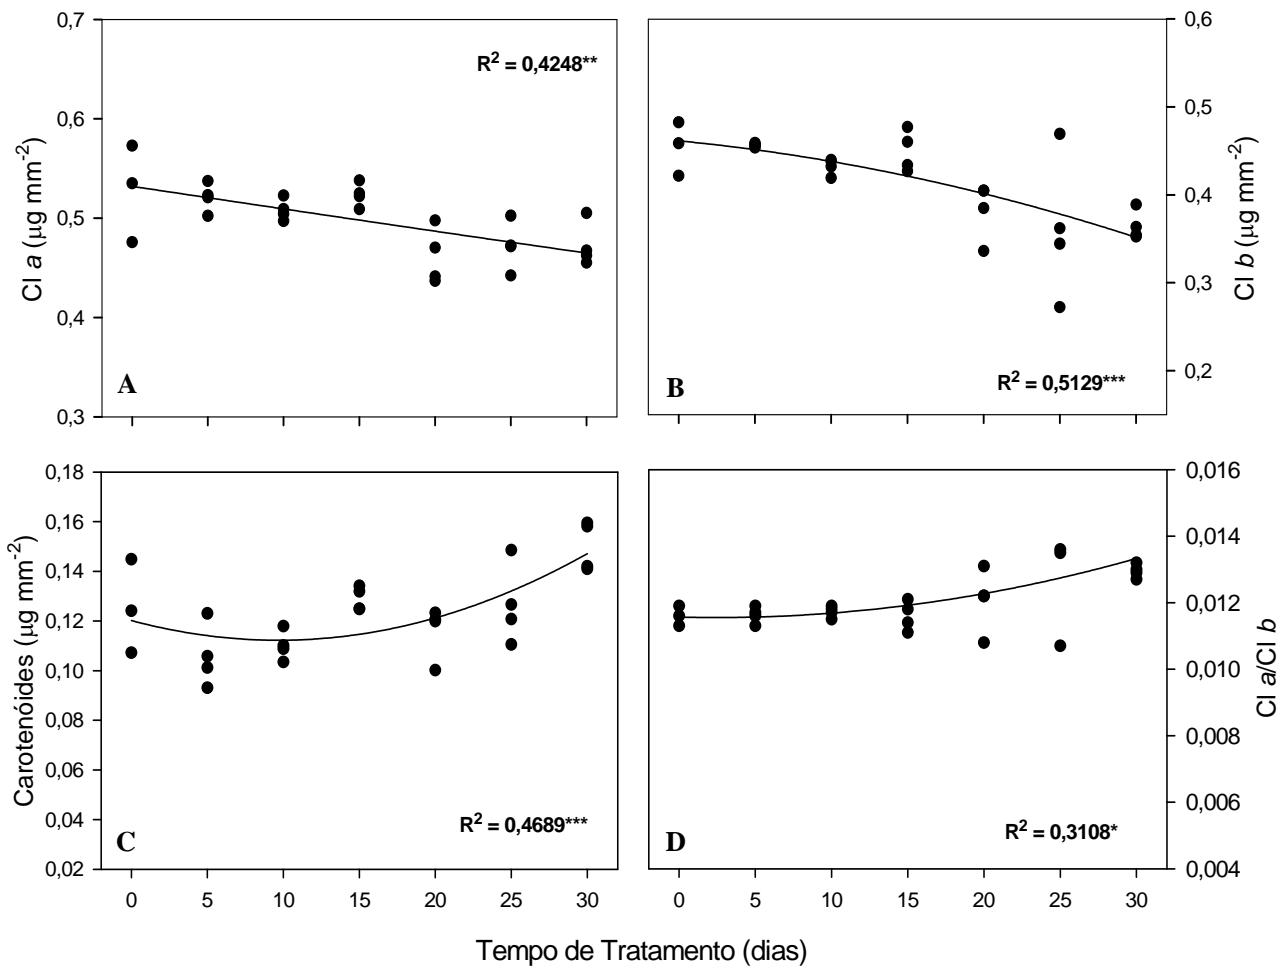 0,7
0,6
0,5
0,4
0,3
Cl a (µg mm-2)
R2 = 0,4248**
A
0,6
0,5
0,4
0,3
0,2
Cl b (µg mm-2)
R2 = 0,5129***
B
0,18
0,16
0,14
0,12
0,10
0,08
0,06
0,04
0,02
Carotenóides (µg mm-2)
R2 = 0,4689***
C
0 5 10 15 20 25 30
0,016
0,014
0,012
0,010
0,008
0,006
0,004
Cl a/Cl b
R2 = 0,3108*
D
0 5 10 15 20 25 30
Tempo de Tratamento (dias)